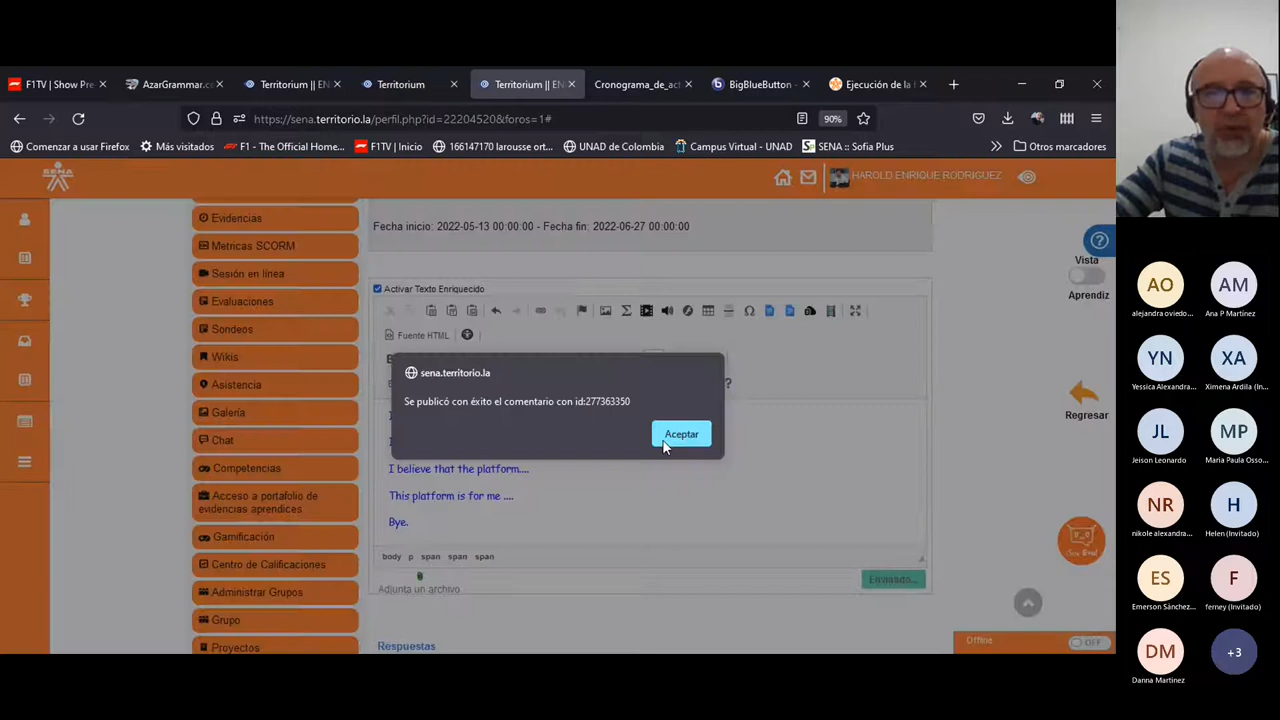 F1TV | Show Pre
AzarGrammar.c
Territorium || EN
Territorium
Territorium || EN
Cronograma_de_act
BigBlueButton -
Ejecución de la f
https://sena.territorio.la/perfil.php?id=22204520&foros=1#
90%
Comenzar a usar Firefox
Más visitados
F1 - The Official Home...
F1TV | Inicio
166147170 larousse ort...
UNAD de Colombia
Campus Virtual - UNAD
SENA :: Sofia Plus
Otros marcadores
SENA
HAROLD ENRIQUE RODRIGUEZ
Evidencias
Metricas SCORM
Sesión en línea
Evaluaciones
Sondeos
Wikis
Asistencia
Galería
Chat
Competencias
Acceso a portafolio de
evidencias aprendices
Gamificación
Centro de Calificaciones
Administrar Grupos
Grupo
Proyectos
Fecha inicio: 2022-05-13 00:00:00 - Fecha fin: 2022-06-27 00:00:00
Activar Texto Enriquecido
Fuente HTML
sena.territorio.la
Se publicó con éxito el comentario con id:277363350
Aceptar
I believe that the platform....
This platform is for me ....
Bye.
body p span span span
Adjunta un archivo
Enviando...
Respuestas
Vista
Aprendiz
Regresar
Offline
OFF
AO
alejandra oviedo...
AM
Ana P Martínez
YN
Yessica Alexandra...
XA
Ximena Ardila (In...
JL
Jeison Leonardo
MP
Maria Paula Osso...
NR
nikole alexandra...
H
Helen (Invitado)
ES
Emerson Sánchez...
F
ferney (Invitado)
DM
Danna Martinez
+3